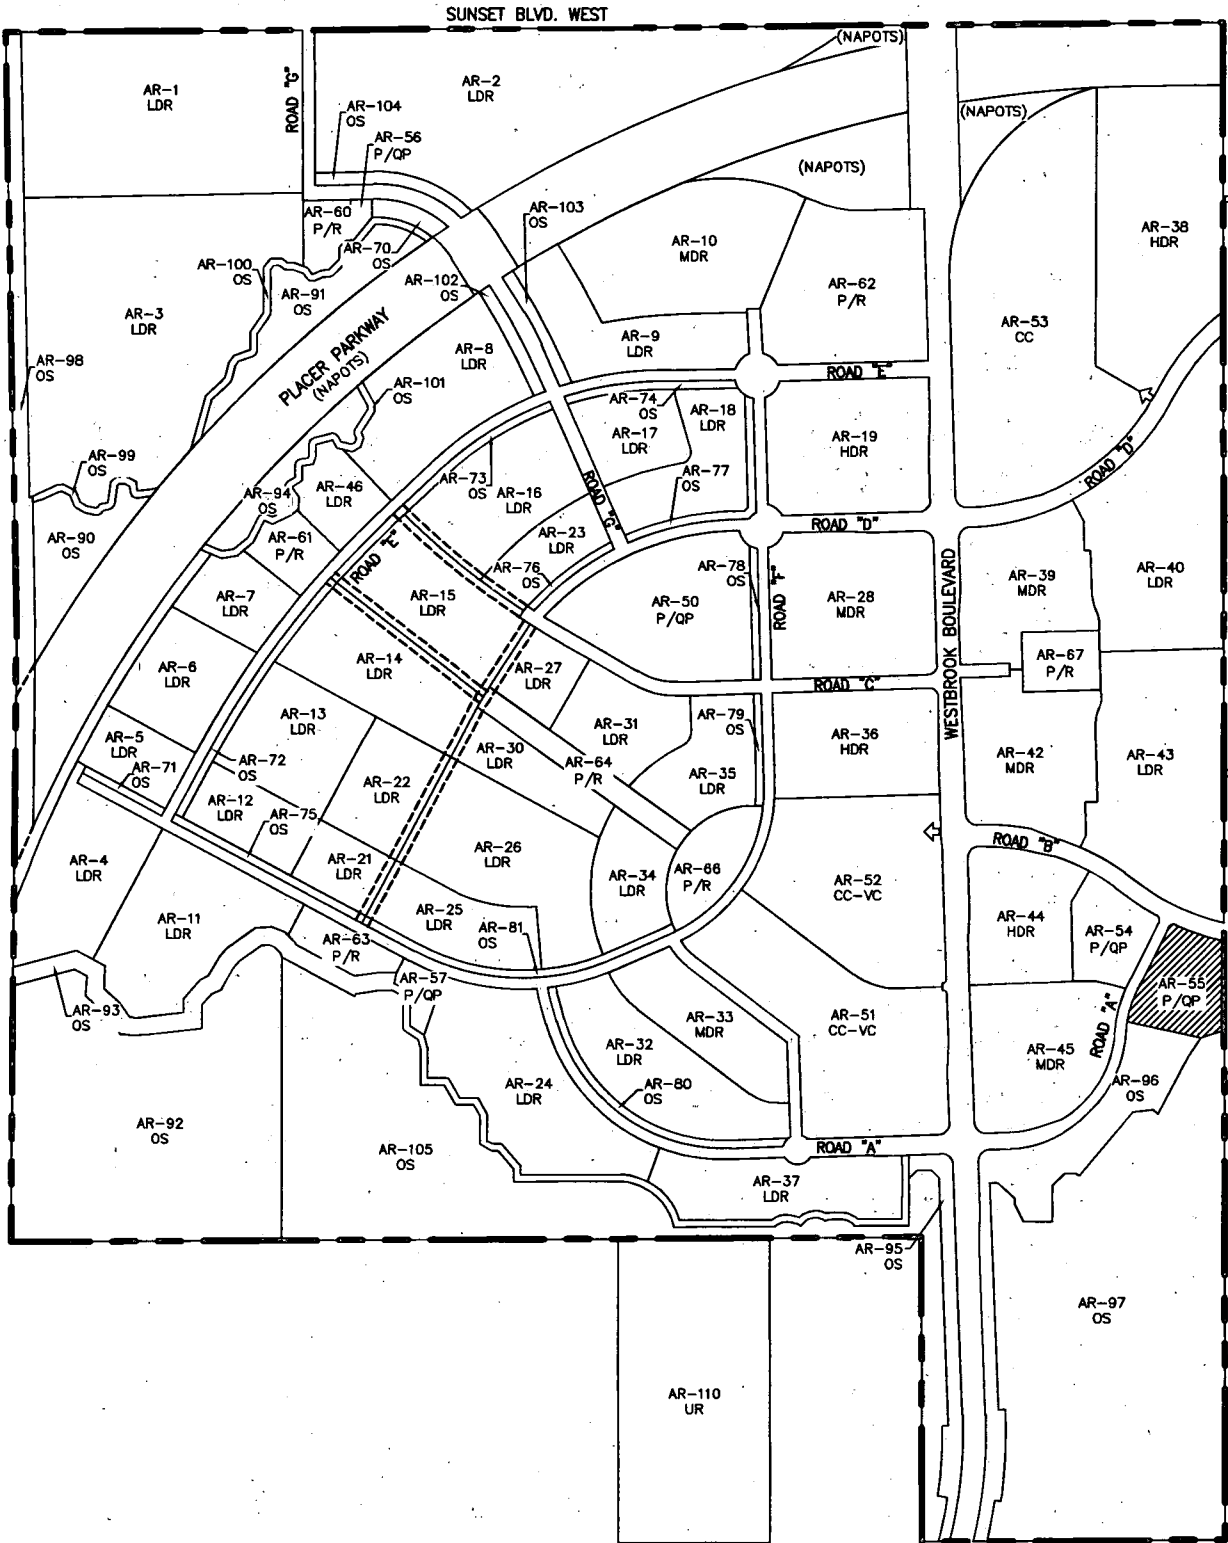 SUNSET BLVD. WEST
(NAPOTS)
AR-1
LDR
ROAD "G"
AR-2
LDR
AR-104
OS
AR-56
P/QP
(NAPOTS)
(NAPOTS)
AR-60
P/R
AR-70
OS
AR-103
OS
AR-10
MDR
AR-38
HDR
AR-100
OS
AR-91
OS
AR-102
OS
AR-62
P/R
AR-3
LDR
AR-53
CC
PLACER PARKWAY
(NAPOTS)
AR-9
LDR
AR-8
LDR
AR-98
OS
AR-101
OS
ROAD "E"
AR-74
OS
AR-18
LDR
AR-17
LDR
AR-19
HDR
ROAD "D"
AR-99
OS
AR-73
OS
AR-16
LDR
AR-77
OS
AR-46
LDR
AR-94
OS
ROAD "G"
ROAD "D"
AR-90
OS
AR-61
P/R
ROAD "E"
AR-23
LDR
AR-76
OS
AR-78
OS
ROAD "F"
WESTBROOK BOULEVARD
AR-39
MDR
AR-40
LDR
AR-7
LDR
AR-15
LDR
AR-50
P/QP
AR-28
MDR
AR-6
LDR
AR-14
LDR
AR-27
LDR
AR-67
P/R
ROAD "C"
AR-13
LDR
AR-5
LDR
AR-71
OS
AR-72
OS
AR-31
LDR
AR-79
OS
AR-36
HDR
AR-30
LDR
AR-64
P/R
AR-42
MDR
AR-43
LDR
AR-35
LDR
AR-22
LDR
AR-12
LDR
AR-75
OS
ROAD "B"
AR-4
LDR
AR-21
LDR
AR-26
LDR
AR-34
LDR
AR-66
P/R
AR-52
CC-VC
AR-11
LDR
AR-25
LDR
AR-81
OS
AR-44
HDR
AR-54
P/QP
AR-63
P/R
AR-57
P/QP
AR-55
P/QP
AR-93
OS
AR-33
MDR
AR-51
CC-VC
ROAD "A"
AR-32
LDR
AR-45
MDR
AR-24
LDR
AR-80
OS
AR-96
OS
AR-92
OS
AR-105
OS
ROAD "A"
AR-37
LDR
AR-95
OS
AR-97
OS
AR-110
UR